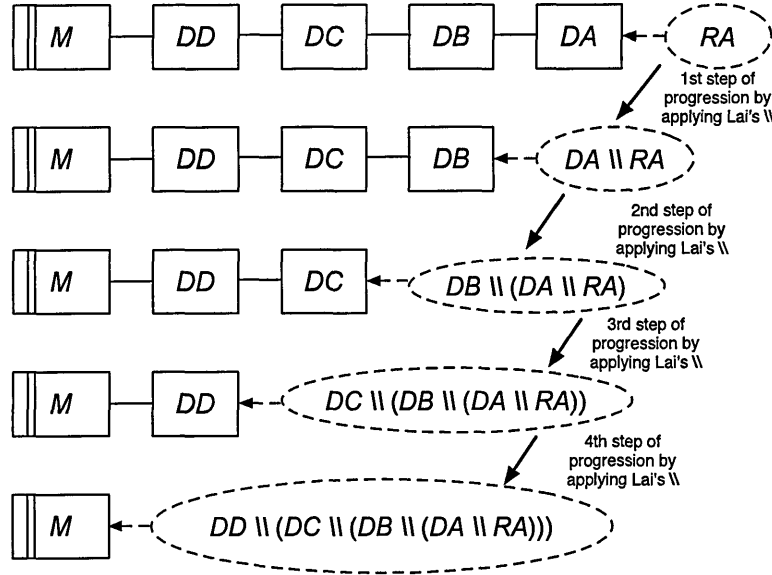 M DD DC DB DA RA
1st step of
progression by
applying Lai's \\
M DD DC DB DA \\ RA
2nd step of
progression by
applying Lai's \\
M DD DC DB \\ (DA \\ RA)
3rd step of
progression by
applying Lai's \\
M DD DC \\ (DB \\ (DA \\ RA))
4th step of
progression by
applying Lai's \\
M DD \\ (DC \\ (DB \\ (DA \\ RA)))